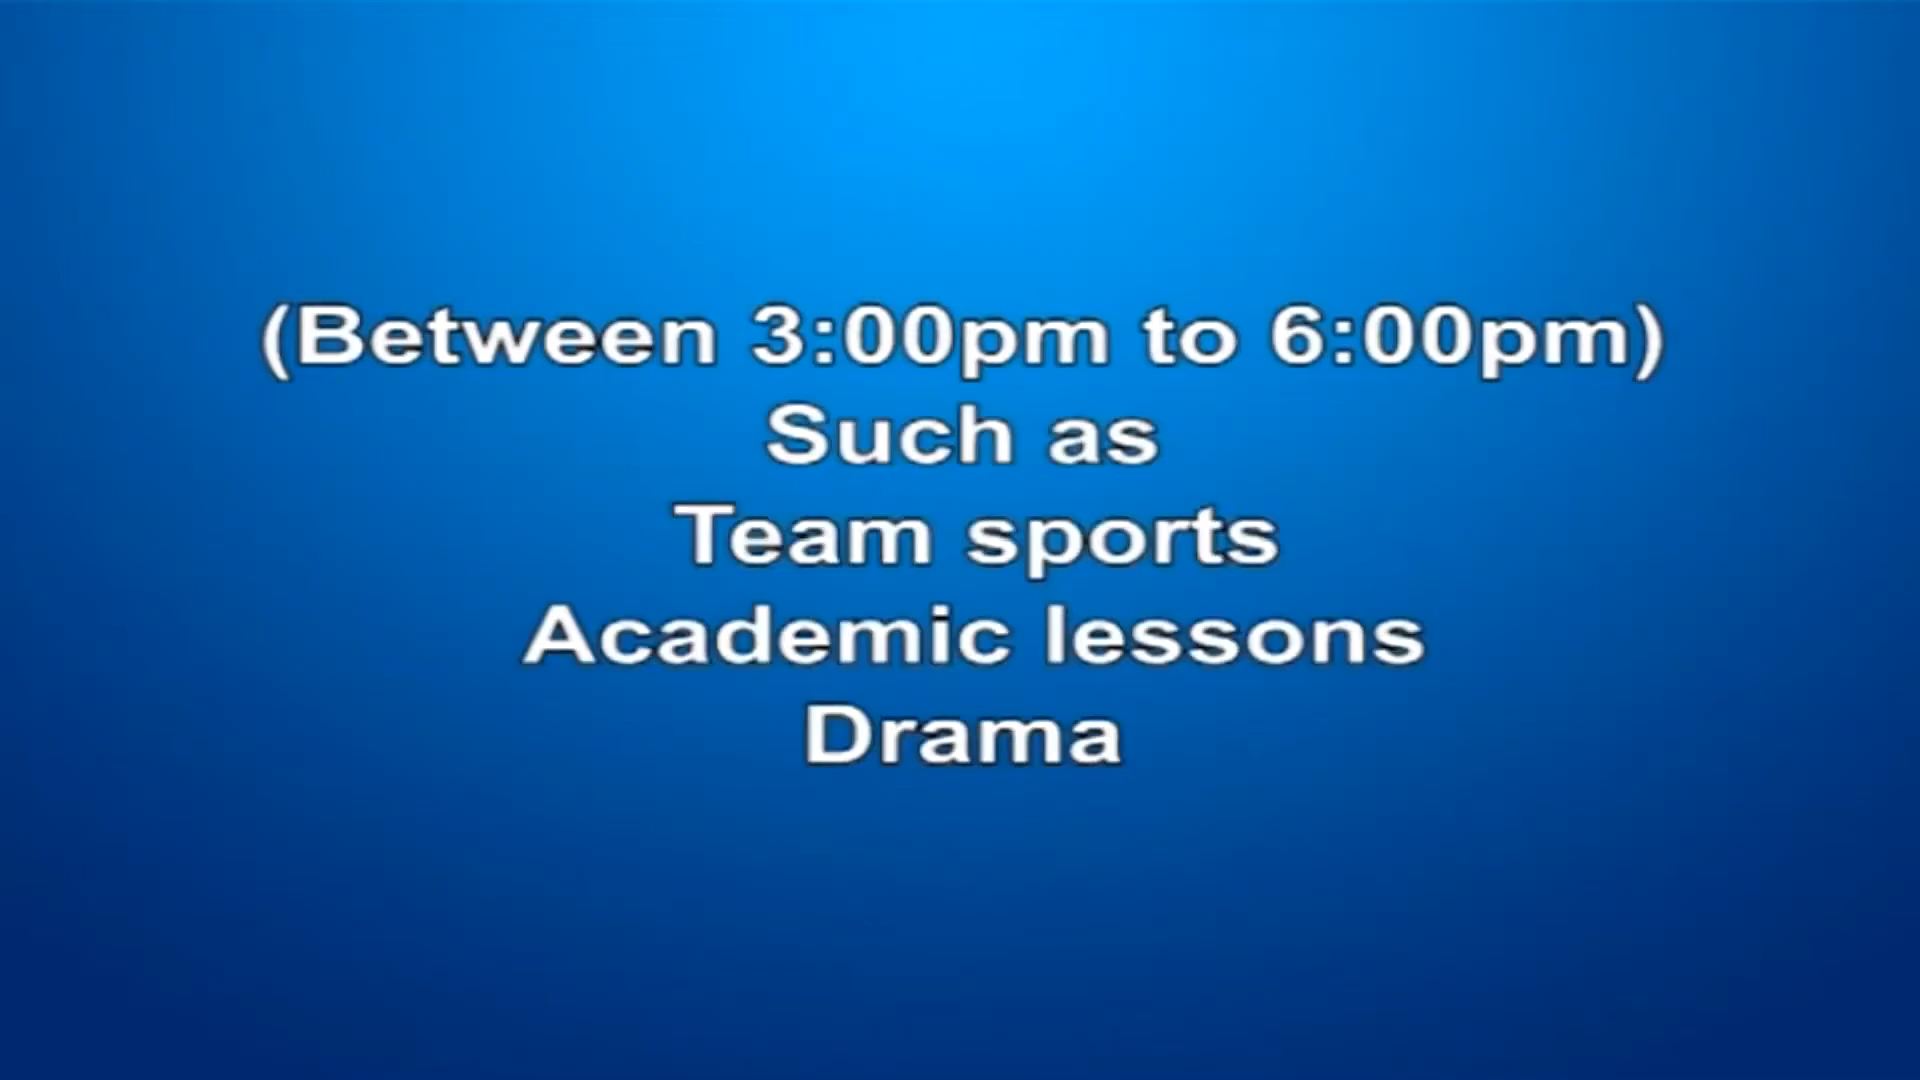 (Between 3:00pm to 6:00pm)
Such as
Team sports
Academic lessons
Drama